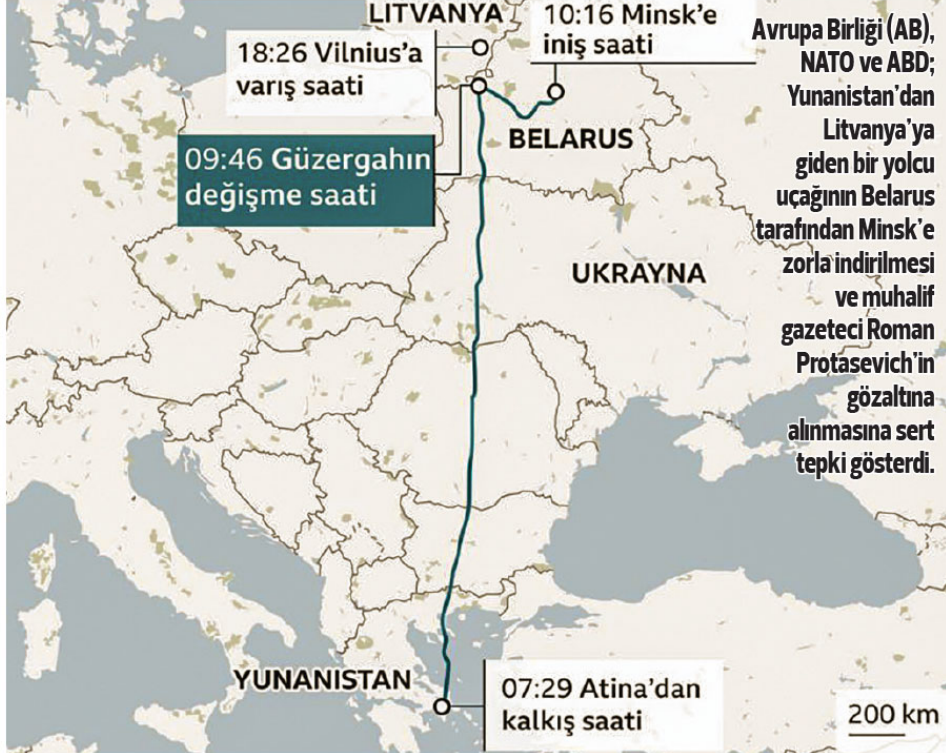 LITVANYA
10:16 Minsk’e
iniş saati
18:26 Vilnius’a
varış saati
BELARUS
09:46 Güzergahın
değişme saati
UKRAYNA
YUNANISTAN
07:29 Atina’dan
kalkış saati
200 km
Avrupa Birliği (AB),
NATO ve ABD;
Yunanistan’dan
Litvanya’ya
giden bir yolcu
uçağının Belarus
tarafından Minsk’e
zorla indirilmesi
ve muhalif
gazeteci Roman
Protasevich’in
gözaltına
alınmasına sert
tepki gösterdi.